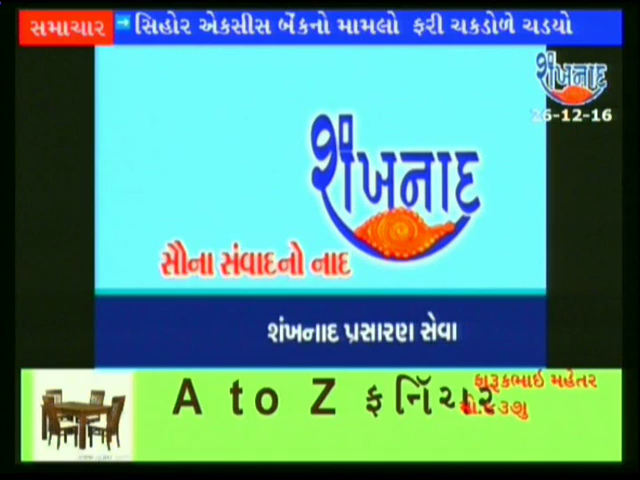 સમાચાર
સિહોર એકસીસ બેંકનો મામલો ફરી ચકડોળે ચડયો
શંખનાદ
26-12-16
શંખનાદ
સૌના સંવાદનો નાદ
શંખનાદ પ્રસારણ સેવા
A to Z ફર્નિચર
ફારૂકભાઇ મહેતર